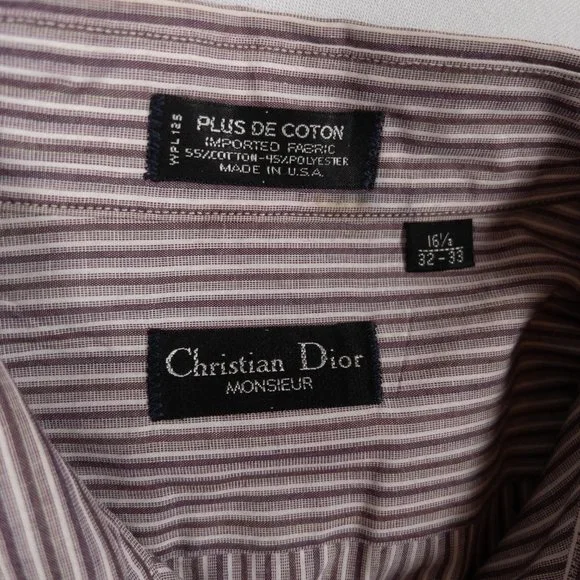 WPL 125
PLUS DE COTON
IMPORTED FABRIC
55%COTTON-45%POLYESTER
MADE IN U.S.A.
16½
32-33
Christian Dior
MONSIEUR